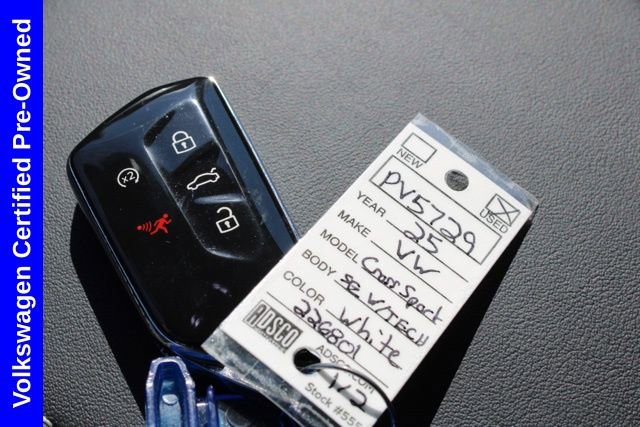 Volkswagen Certified Pre-Owned
x2
NEW
USED
PV5729
YEAR 25
MAKE VW
MODEL Cross Sport
BODY SE W/TECH
COLOR White
226801
ADSCO
ADSCO.COM
Stock #555